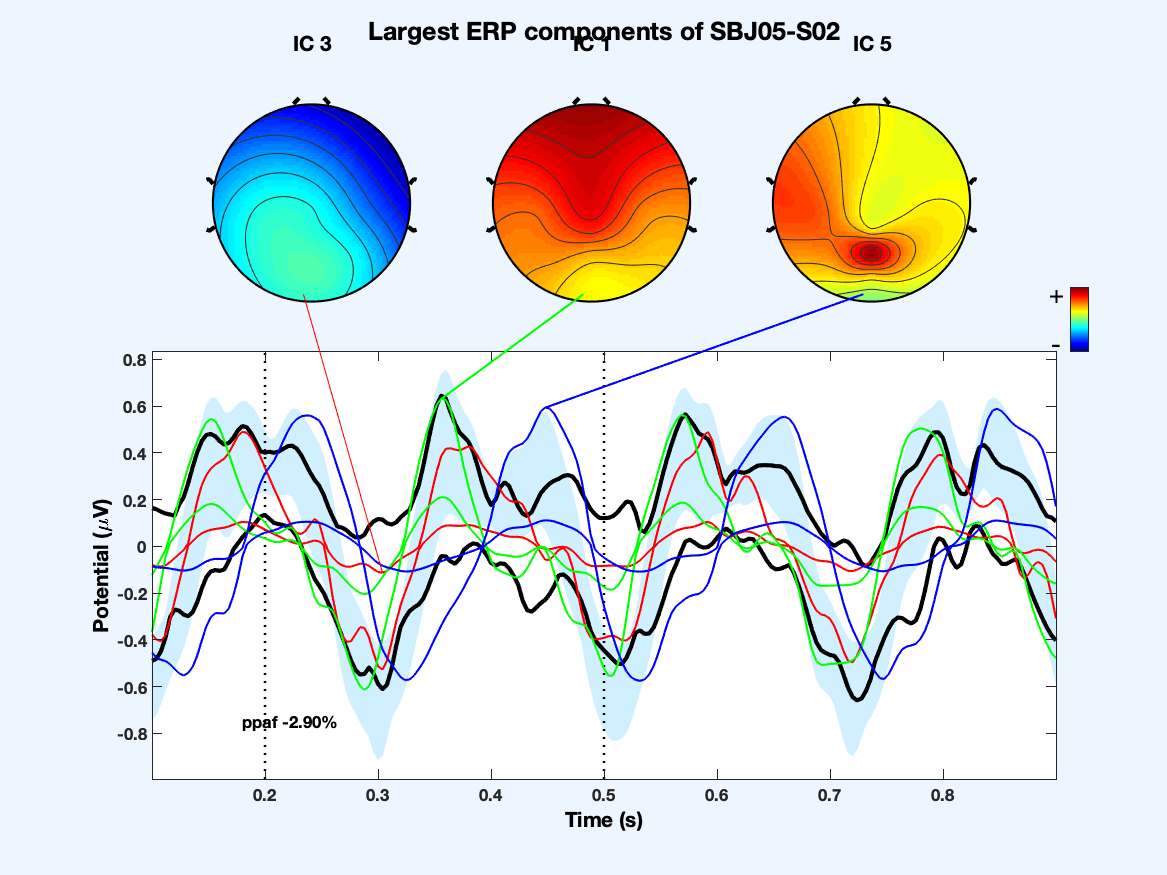 Largest ERP components of SBJ05-S02
IC 3
IC 1
IC 5
+
-
0.8
0.6
0.4
0.2
0
-0.2
-0.4
-0.6
-0.8
Potential (μV)
ppaf -2.90%
0.2 0.3 0.4 0.5 0.6 0.7 0.8
Time (s)